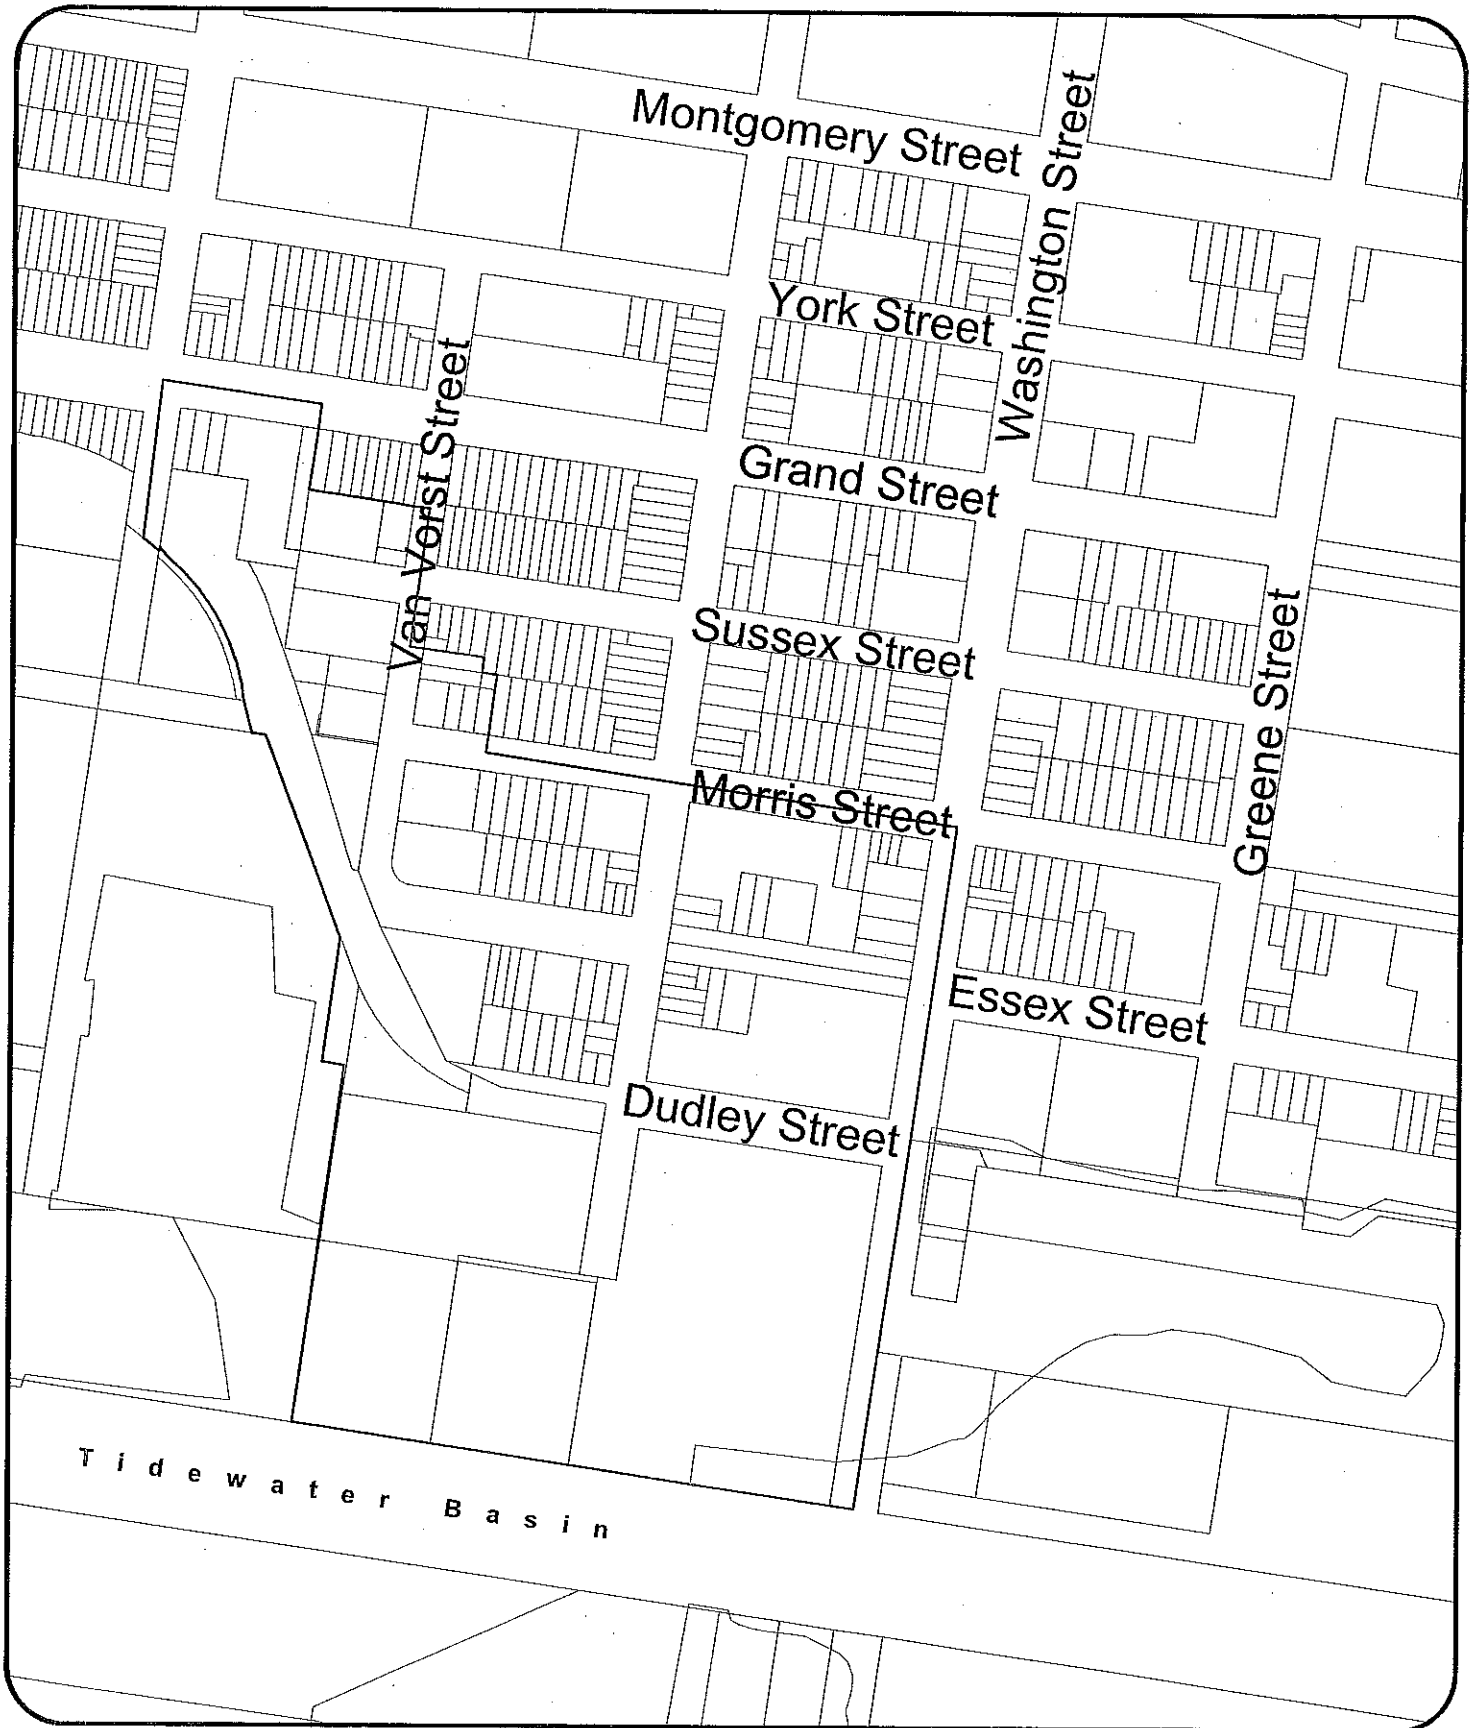 Montgomery Street
Washington Street
York Street
Van Vorst Street
Grand Street
Sussex Street
Greene Street
Morris Street
Essex Street
Dudley Street
Tidewater Basin